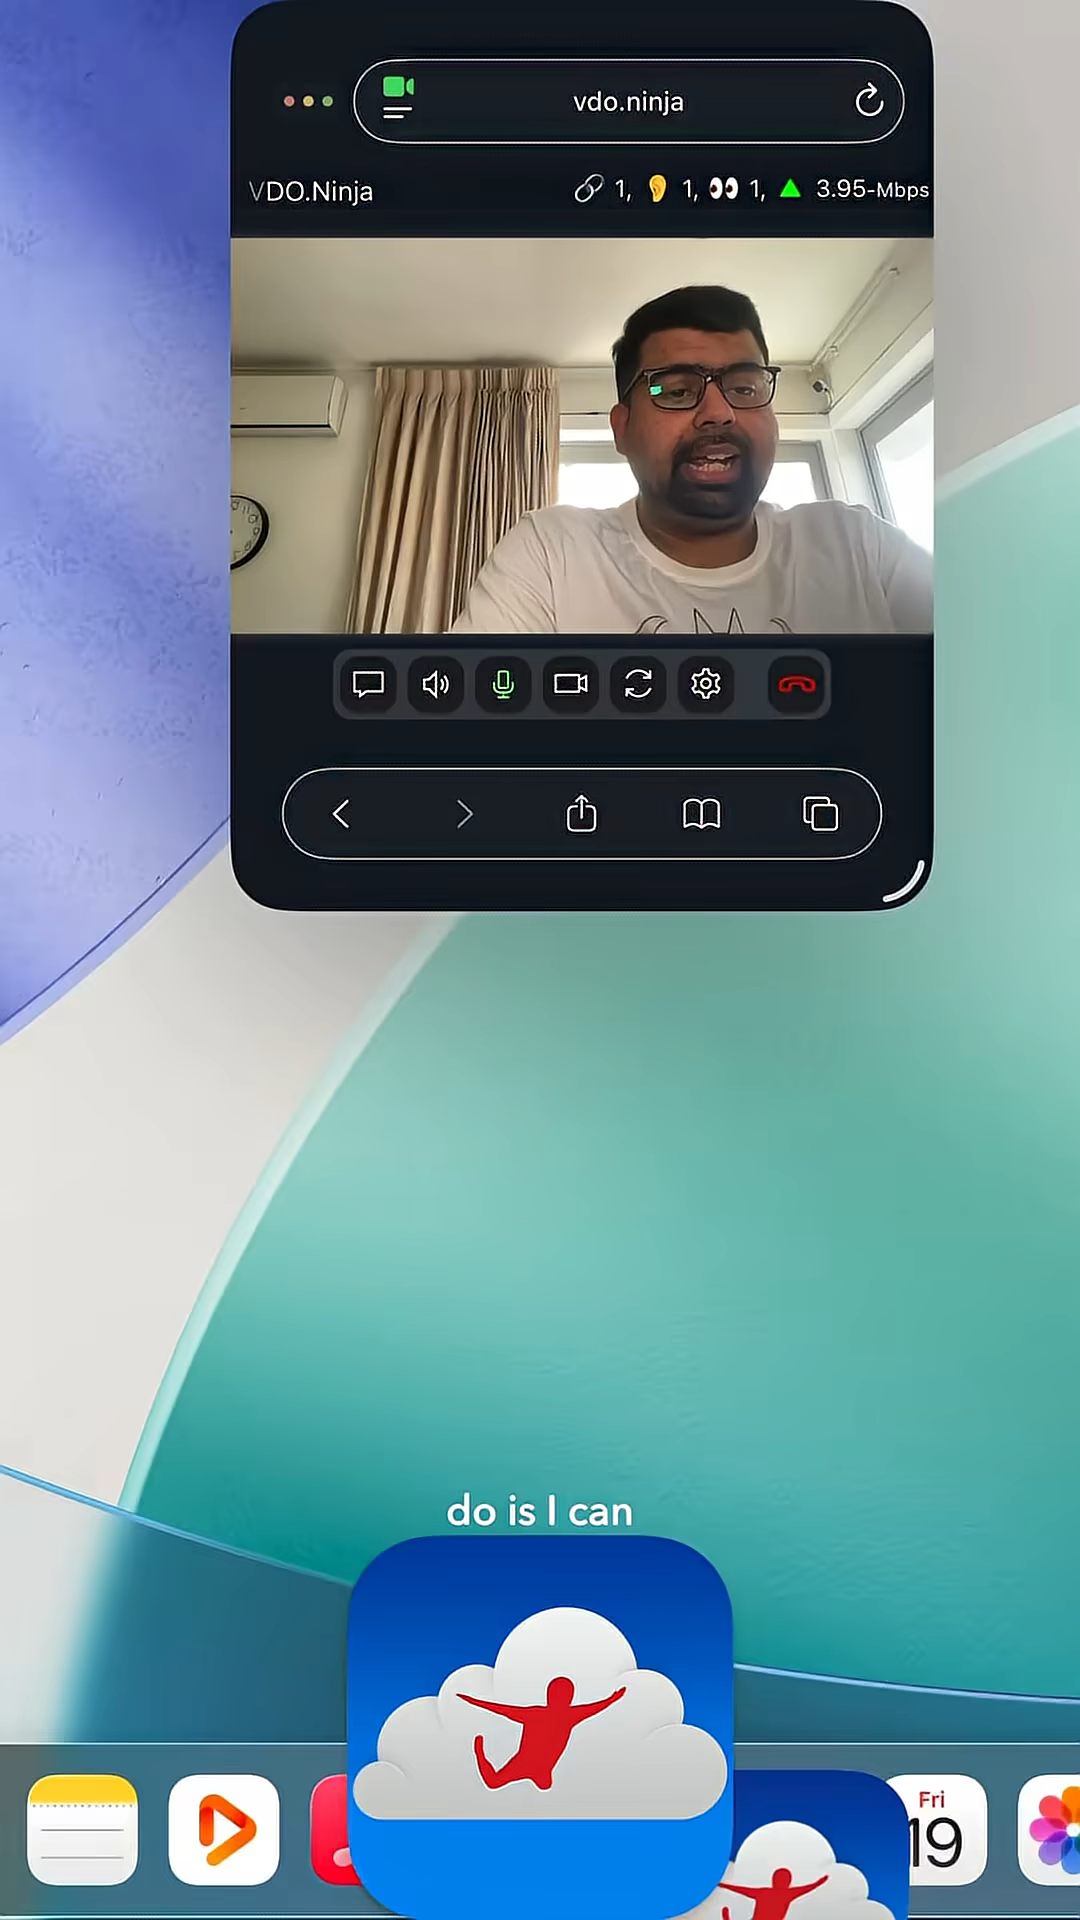 vdo.ninja
VDO.Ninja 1, 1, 1, 3.95-Mbps
do is I can
Fri
19